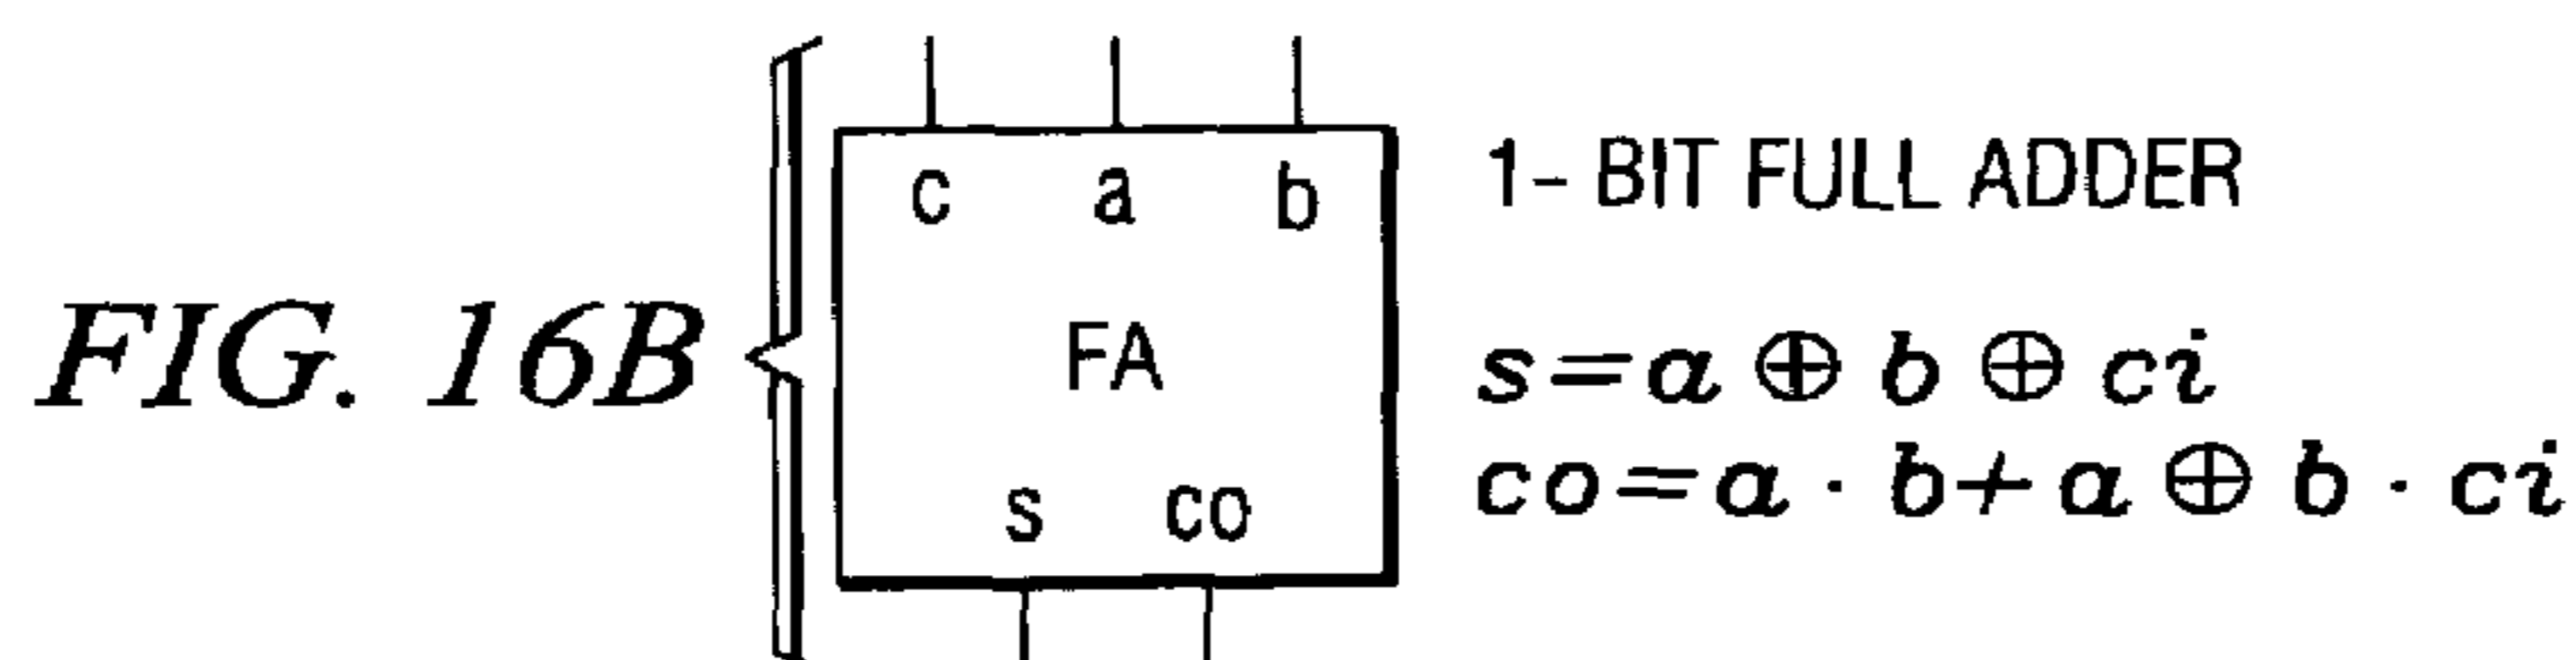 FIG. 16B
c a b
FA
s co
1- BIT FULL ADDER
s=a ⊕ b ⊕ ci
co=a · b+a ⊕ b · ci